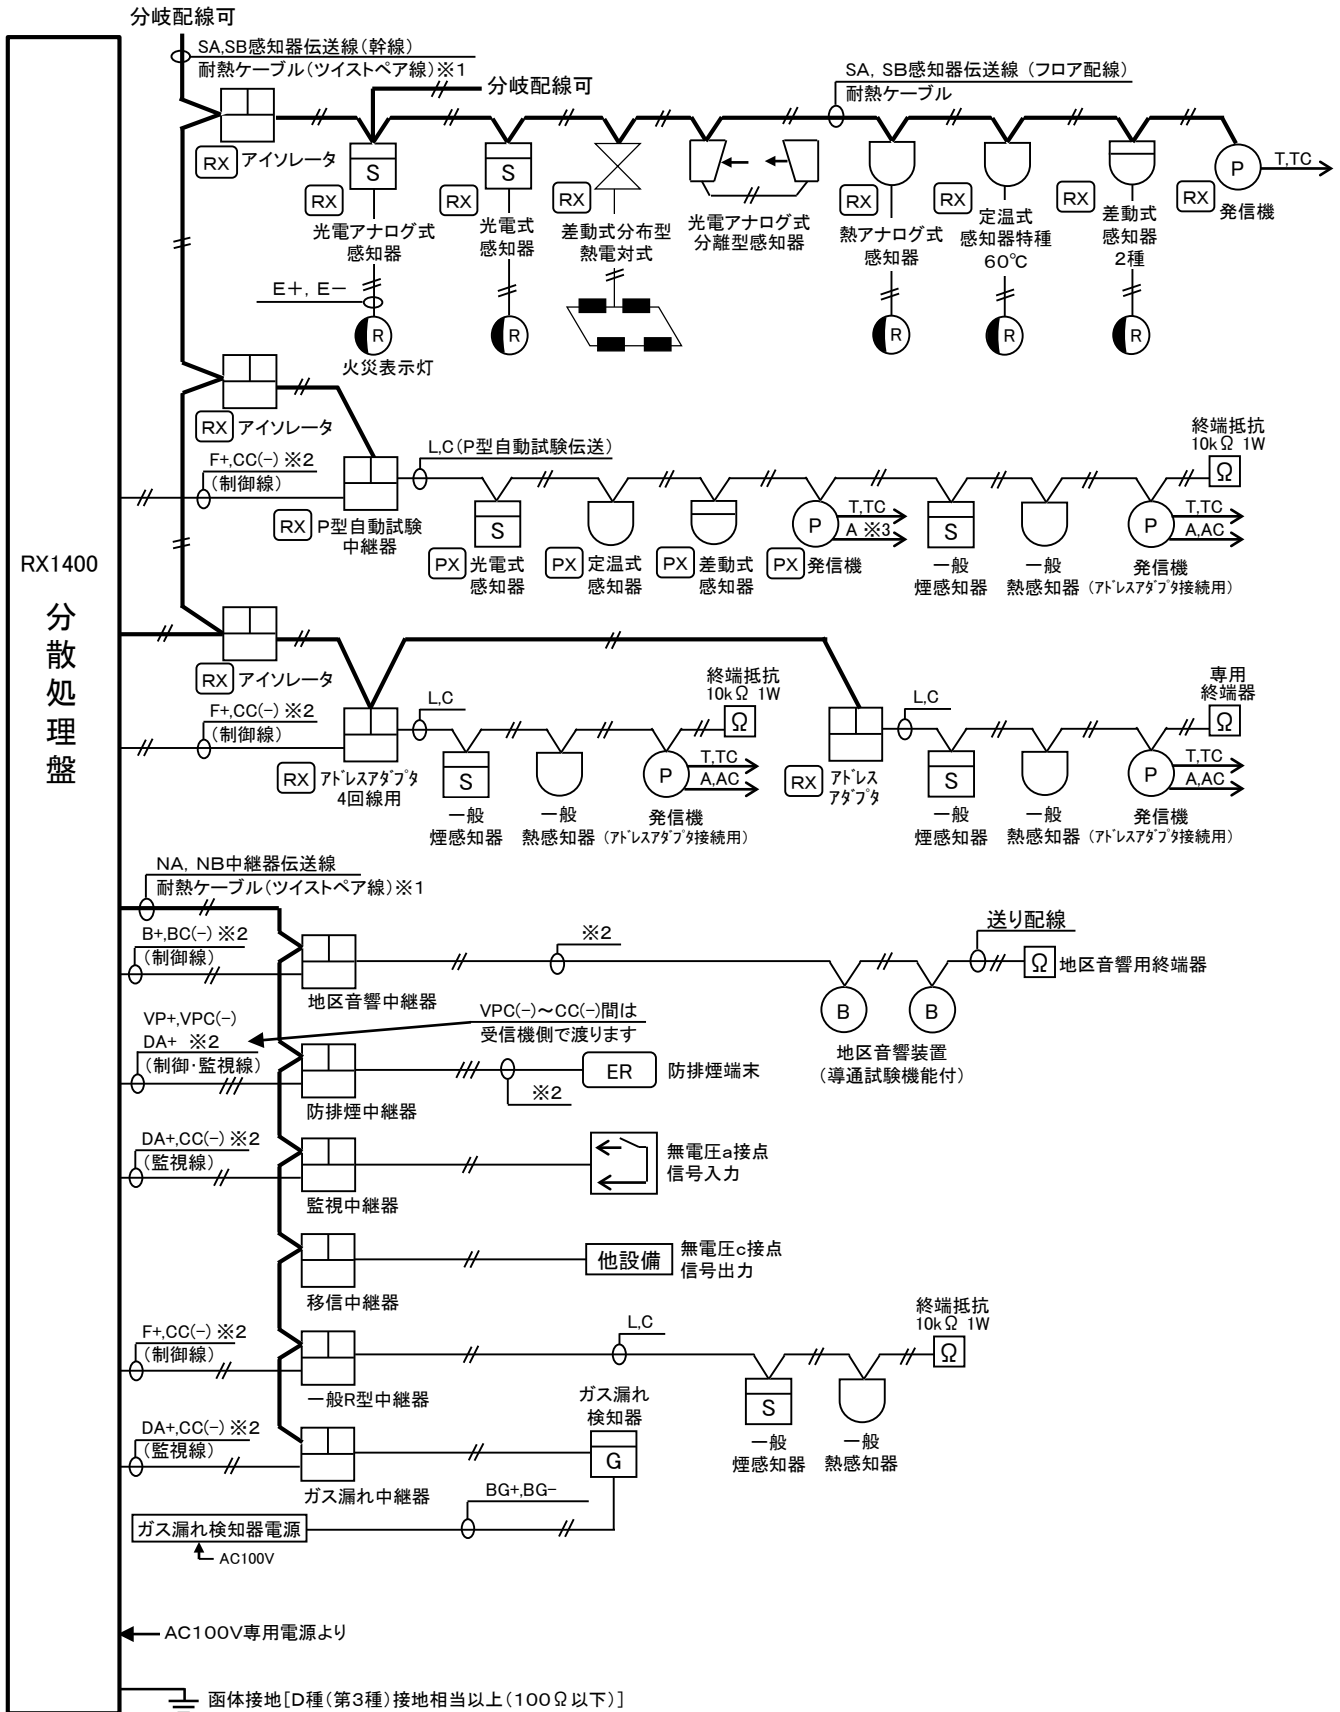 分岐配線可
SA,SB感知器伝送線(幹線)
耐熱ケーブル(ツイストペア線)※1
分岐配線可
SA, SB感知器伝送線 (フロア配線)
耐熱ケーブル
RX アイソレータ
S
RX
光電アナログ式
感知器
S
RX
光電式
感知器
RX
差動式分布型
熱電対式
光電アナログ式
分離型感知器
RX
熱アナログ式
感知器
RX
定温式
感知器特種
60℃
RX
差動式
感知器
2種
P
T,TC
RX
発信機
E+, E-
R
R
R
R
R
火災表示灯
RX アイソレータ
F+,CC(-) ※2
(制御線)
L,C(P型自動試験伝送)
終端抵抗
10kΩ 1W
Ω
RX P型自動試験
中継器
S
PX 光電式
感知器
PX 定温式
感知器
PX 差動式
感知器
P
T,TC
A ※3
PX 発信機
S
一般
煙感知器
一般
熱感知器
P
T,TC
A,AC
発信機
(アドレスアダプタ接続用)
RX1400
分散処理盤
RX アイソレータ
F+,CC(-) ※2
(制御線)
L,C
終端抵抗
10kΩ 1W
Ω
RX アドレスアダプタ
4回線用
S
一般
煙感知器
一般
熱感知器
P
T,TC
A,AC
発信機
(アドレスアダプタ接続用)
L,C
専用
終端器
Ω
RX アドレス
アダプタ
S
一般
煙感知器
一般
熱感知器
P
T,TC
A,AC
発信機
(アドレスアダプタ接続用)
NA, NB中継器伝送線
耐熱ケーブル(ツイストペア線)※1
B+,BC(-) ※2
(制御線)
地区音響中継器
※2
送り配線
Ω 地区音響用終端器
B
B
地区音響装置
(導通試験機能付)
VP+,VPC(-)
DA+ ※2
(制御・監視線)
VPC(-)～CC(-)間は
受信機側で渡ります
防排煙中継器
※2
ER 防排煙端末
DA+,CC(-) ※2
(監視線)
監視中継器
無電圧a接点
信号入力
移信中継器
他設備
無電圧c接点
信号出力
F+,CC(-) ※2
(制御線)
一般R型中継器
L,C
終端抵抗
10kΩ 1W
Ω
S
一般
煙感知器
一般
熱感知器
DA+,CC(-) ※2
(監視線)
ガス漏れ中継器
ガス漏れ
検知器
G
BG+,BG-
ガス漏れ検知器電源
AC100V
AC100V専用電源より
函体接地[D種(第3種)接地相当以上(100Ω以下)]